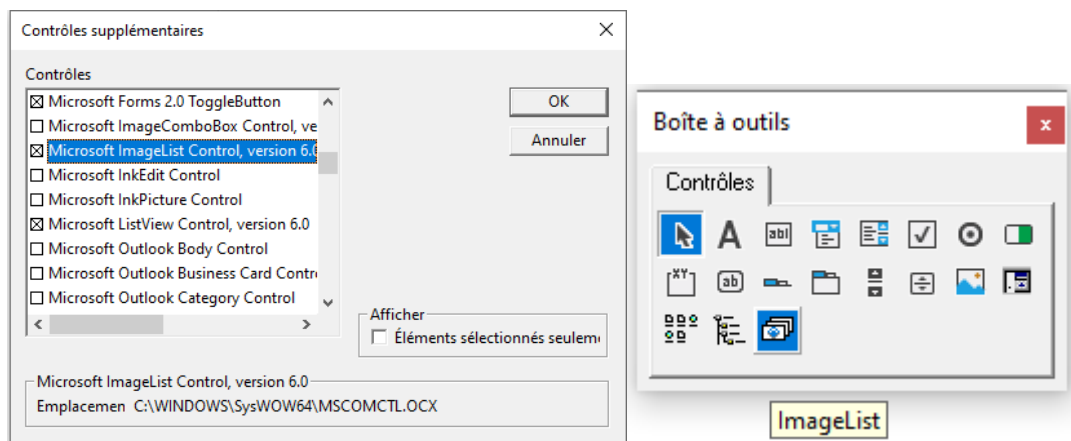 Contrôles supplémentaires
Contrôles
Microsoft Forms 2.0 ToggleButton
Microsoft ImageComboBox Control, ve
Microsoft ImageList Control, version 6.0
Microsoft InkEdit Control
Microsoft InkPicture Control
Microsoft ListView Control, version 6.0
Microsoft Outlook Body Control
Microsoft Outlook Business Card Contr
Microsoft Outlook Category Control
OK
Annuler
Afficher
Éléments sélectionnés seulem
Microsoft ImageList Control, version 6.0
Emplacemen C:\WINDOWS\SysWOW64\MSCOMCTL.OCX
Boîte à outils
x
Contrôles
A
abl
XY
ab
ImageList